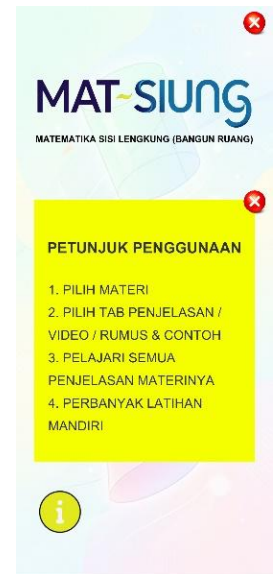 MAT~SIUNG
MATEMATIKA SISI LENGKUNG (BANGUN RUANG)
PETUNJUK PENGGUNAAN
1. PILIH MATERI
2. PILIH TAB PENJELASAN /
VIDEO / RUMUS & CONTOH
3. PELAJARI SEMUA
PENJELASAN MATERINYA
4. PERBANYAK LATIHAN
MANDIRI
i